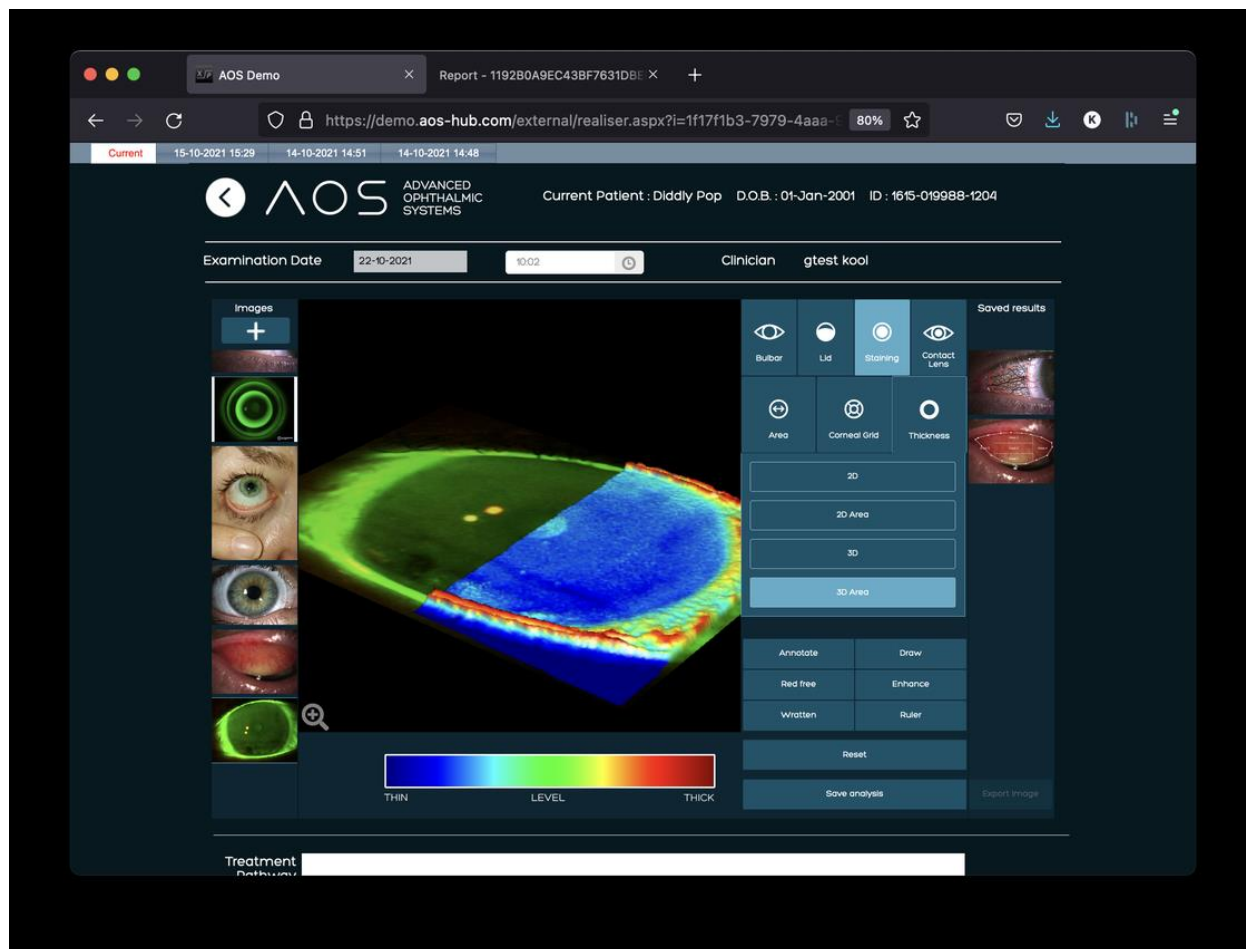 AOS Demo
Report - 1192B0A9EC43BF7631DBE
https://demo.aos-hub.com/external/realiser.aspx?i=1f17f1b3-7979-4aaa-9
80%
K
Current 15-10-2021 15:29 14-10-2021 14:51 14-10-2021 14:48
AOS
ADVANCED
OPHTHALMIC
SYSTEMS
Current Patient : Diddly Pop D.O.B. : 01-Jan-2001 ID : 1615-019988-1204
Examination Date 22-10-2021 10:02 Clinician gtest kool
Images
Bulbar
Lid
Staining
Contact
Lens
Saved results
Area
Corneal Grid
Thickness
2D
2D Area
3D
3D Area
Annotate Draw
Red free Enhance
Wratten Ruler
Reset
Save analysis
Export Image
THIN LEVEL THICK
Treatment
Pathway